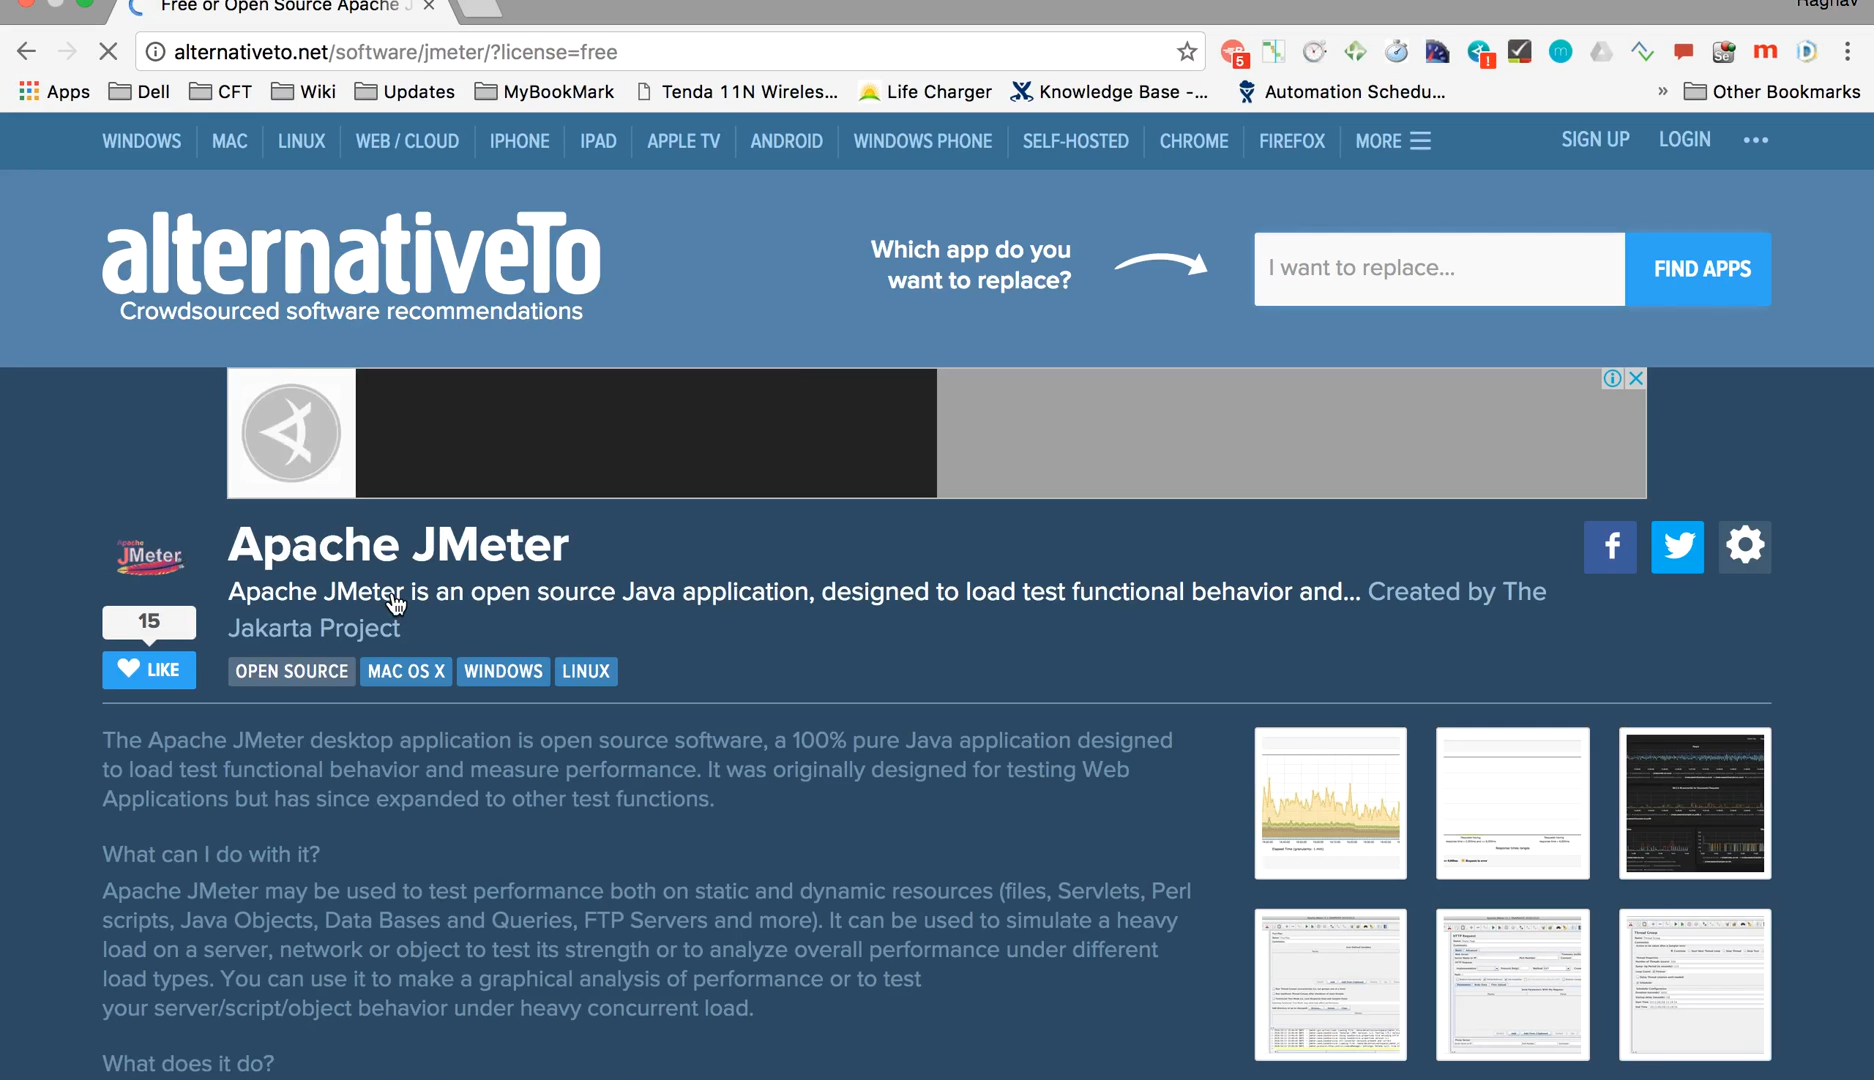 Free or Open Source Apache J
Raghav
alternativeto.net/software/jmeter/?license=free
5
!
Se
m
D
Apps
Dell
CFT
Wiki
Updates
MyBookMark
Tenda 11N Wireles...
Life Charger
Knowledge Base -...
Automation Schedu...
»
Other Bookmarks
WINDOWS
MAC
LINUX
WEB / CLOUD
IPHONE
IPAD
APPLE TV
ANDROID
WINDOWS PHONE
SELF-HOSTED
CHROME
FIREFOX
MORE
SIGN UP
LOGIN
alternativeTo
Crowdsourced software recommendations
Which app do you
want to replace?
I want to replace...
FIND APPS
Apache
JMeter
Apache JMeter
Apache JMeter is an open source Java application, designed to load test functional behavior and... Created by The
Jakarta Project
15
LIKE
OPEN SOURCE
MAC OS X
WINDOWS
LINUX
The Apache JMeter desktop application is open source software, a 100% pure Java application designed
to load test functional behavior and measure performance. It was originally designed for testing Web
Applications but has since expanded to other test functions.
What can I do with it?
Apache JMeter may be used to test performance both on static and dynamic resources (files, Servlets, Perl
scripts, Java Objects, Data Bases and Queries, FTP Servers and more). It can be used to simulate a heavy
load on a server, network or object to test its strength or to analyze overall performance under different
load types. You can use it to make a graphical analysis of performance or to test
your server/script/object behavior under heavy concurrent load.
What does it do?